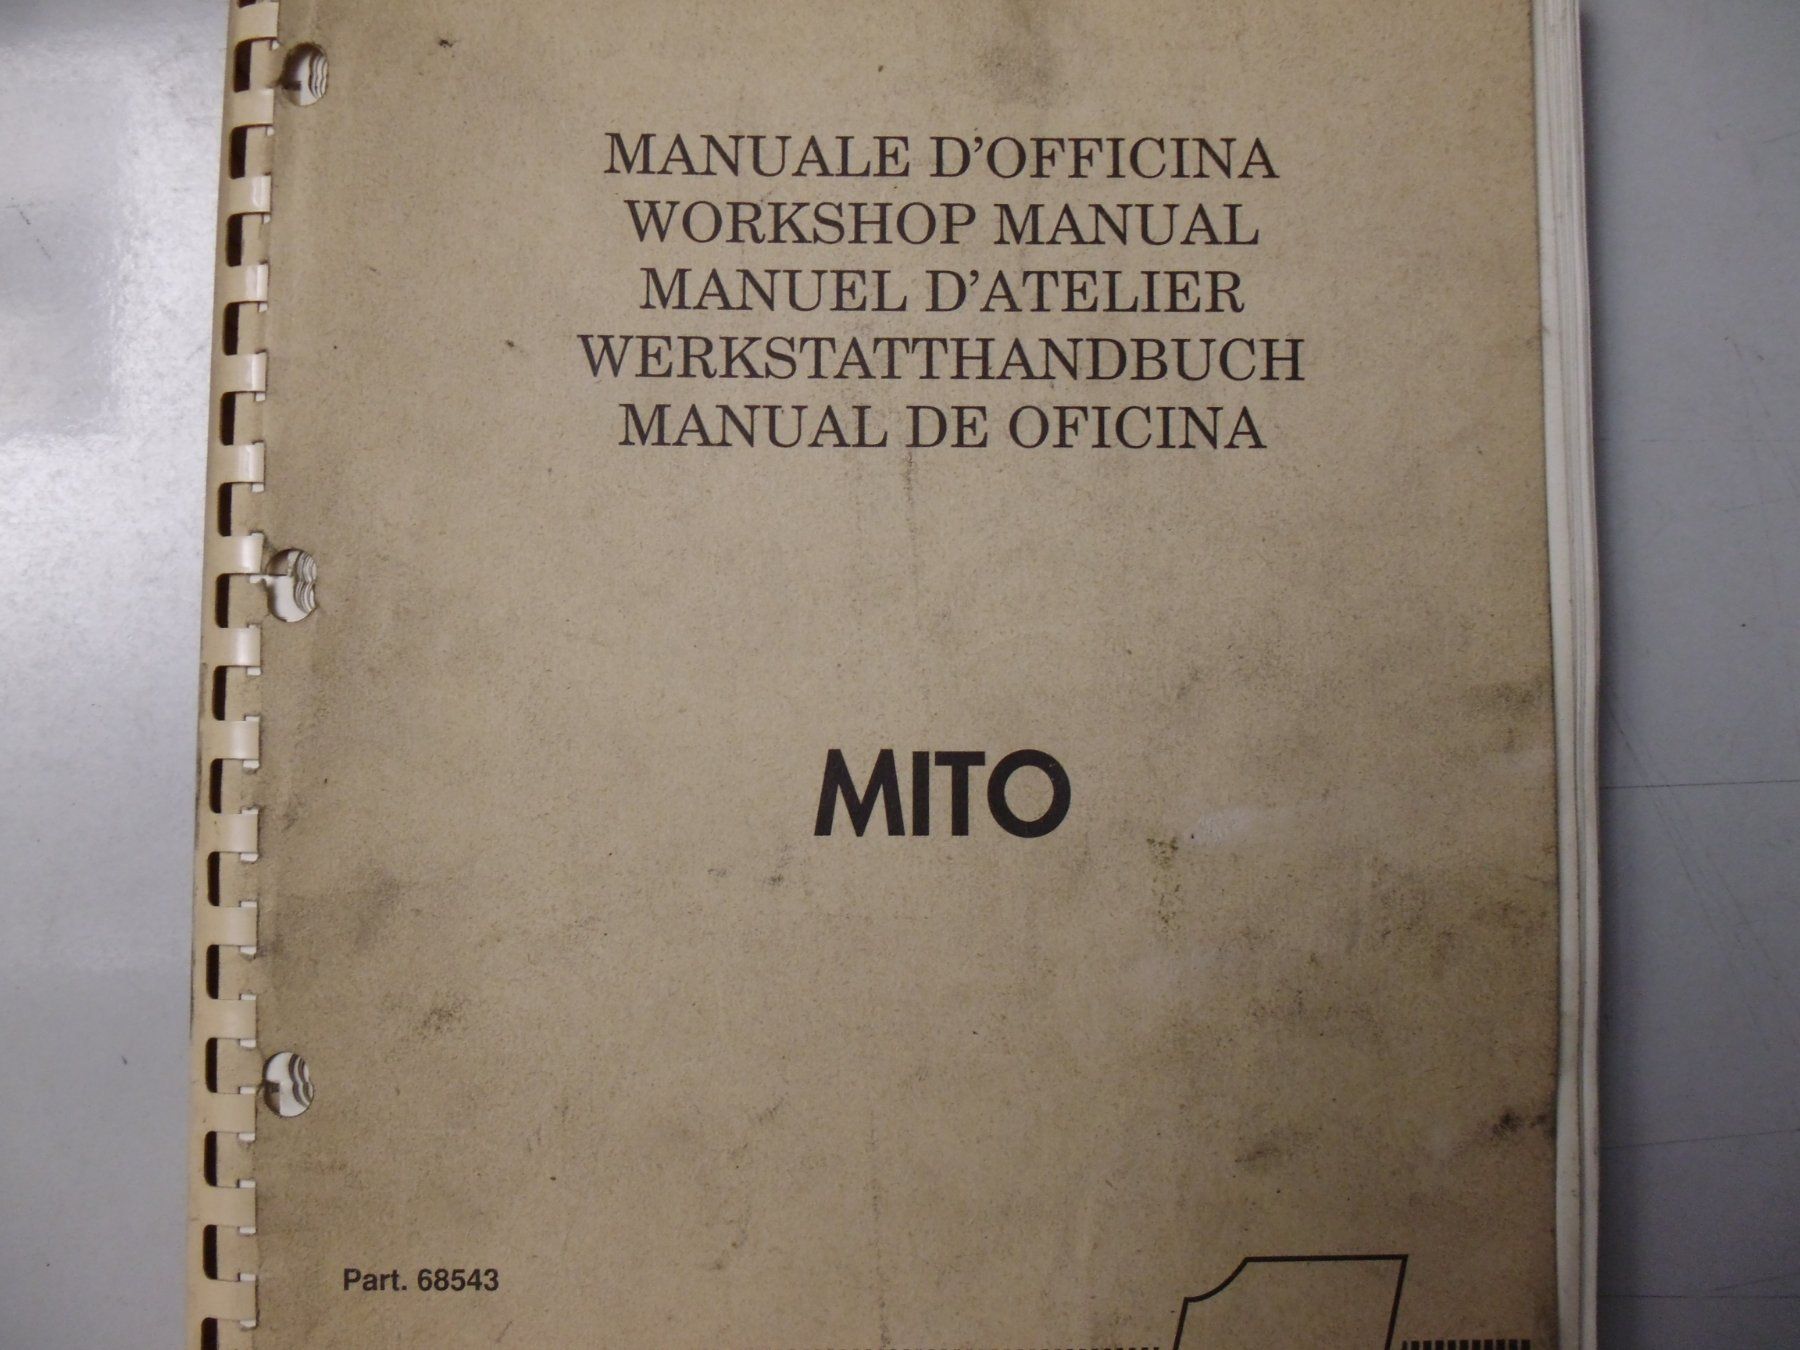 MANUALE D'OFFICINA
WORKSHOP MANUAL
MANUEL D'ATELIER
WERKSTATTHANDBUCH
MANUAL DE OFICINA
MITO
Part. 68543